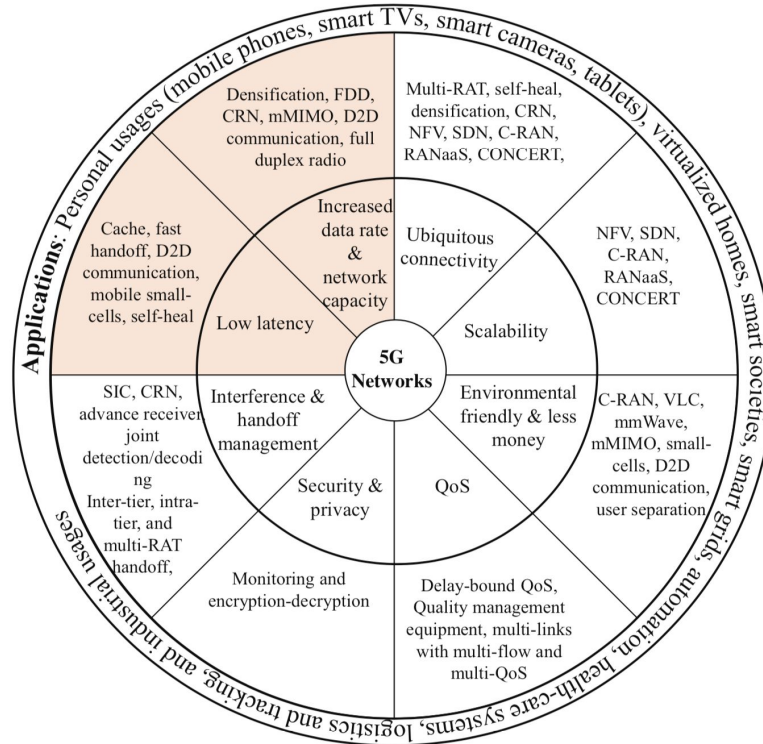 Applications: Personal usages (mobile phones, smart TVs, smart cameras, tablets), virtualized homes, smart societies, smart grids, automation, health-care systems, logistics and tracking, and industrial usages
Densification, FDD,
CRN, mMIMO, D2D
communication, full
duplex radio
Multi-RAT, self-heal,
densification, CRN,
NFV, SDN, C-RAN,
RANaaS, CONCERT,
Cache, fast
handoff, D2D
communication,
mobile small-
cells, self-heal
Increased
data rate
&
network
capacity
Ubiquitous
connectivity
NFV, SDN,
C-RAN,
RANaaS,
CONCERT
Low latency
Scalability
5G
Networks
SIC, CRN,
advance receiver
joint
detection/decodi
ng
Inter-tier, intra-
tier, and
multi-RAT
handoff,
Interference &
handoff
management
Environmental
friendly & less
money
C-RAN, VLC,
mmWave,
mMIMO, small-
cells, D2D
communication,
user separation
Security &
privacy
QoS
Monitoring and
encryption-decryption
Delay-bound QoS,
Quality management
equipment, multi-links
with multi-flow and
multi-QoS